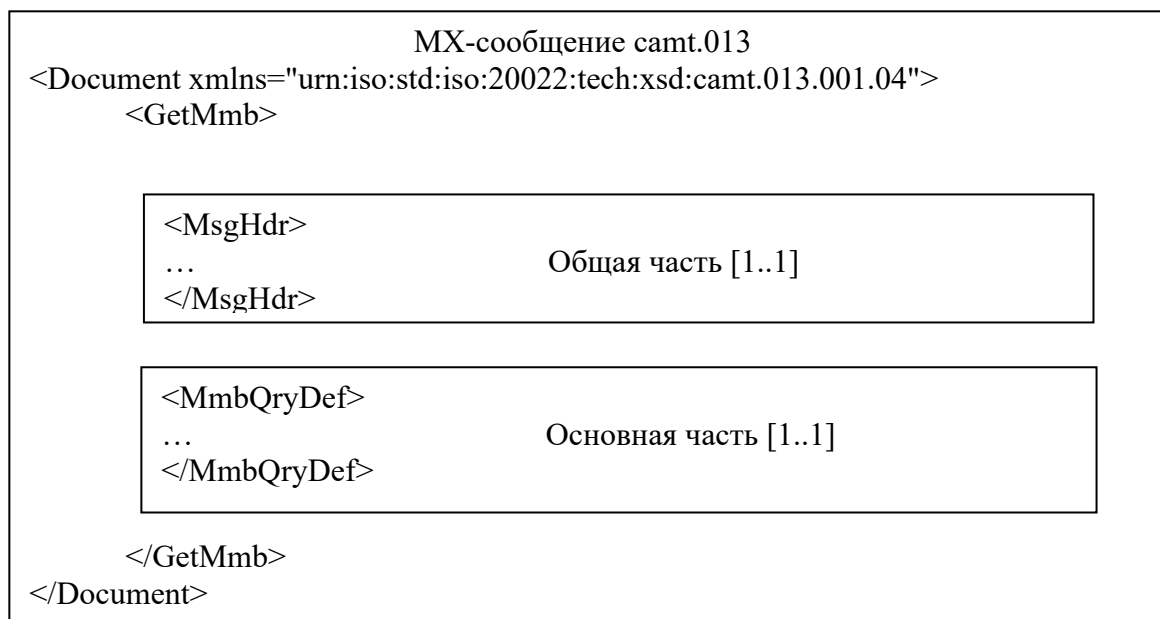 МХ-сообщение camt.013
<Document xmlns="urn:iso:std:iso:20022:tech:xsd:camt.013.001.04">
<GetMmb>
<MsgHdr>
… Общая часть [1..1]
</MsgHdr>
<MmbQryDef>
… Основная часть [1..1]
</MmbQryDef>
</GetMmb>
</Document>